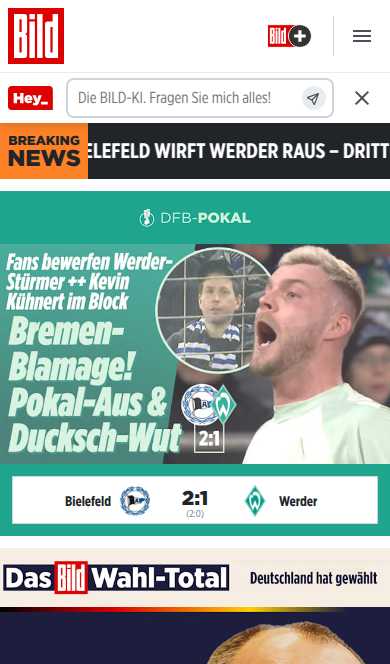 Bild
Bild
Hey_
Die BILD-KI. Fragen Sie mich alles!
BREAKING
NEWS
ELEFELD WIRFT WERDER RAUS – DRITT
DFB-POKAL
Fans bewerfen Werder-
Stürmer ++ Kevin
Kühnert im Block
Bremen-
Blamage!
Pokal-Aus &
Ducksch-Wut
2:1
Bielefeld
2:1
(2:0)
Werder
Das Bild Wahl-Total
Deutschland hat gewählt